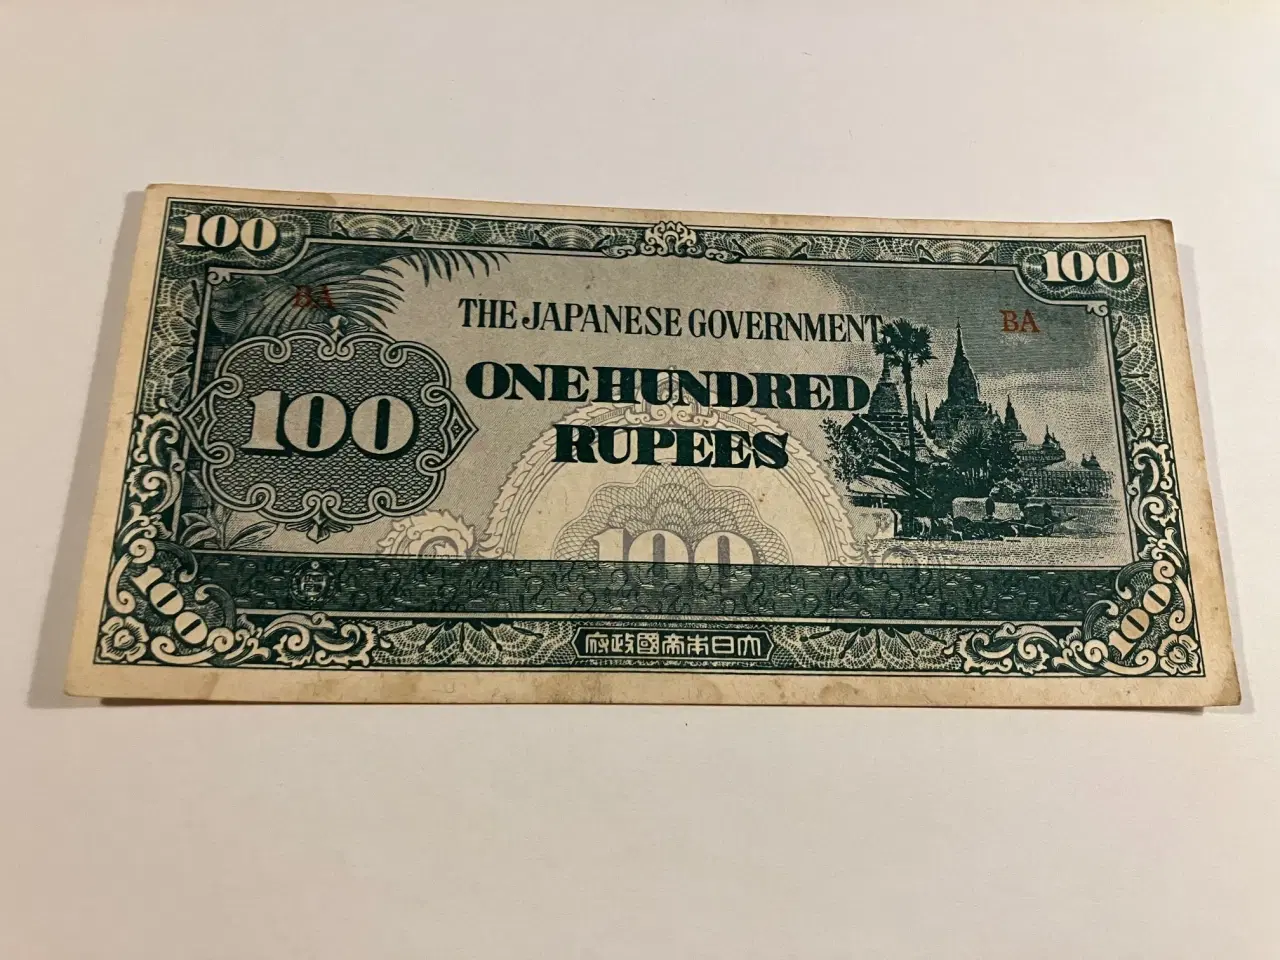 100
100
BA
BA
THE JAPANESE GOVERNMENT
ONE HUNDRED
RUPEES
100
100
100
100
府政國帝本日大